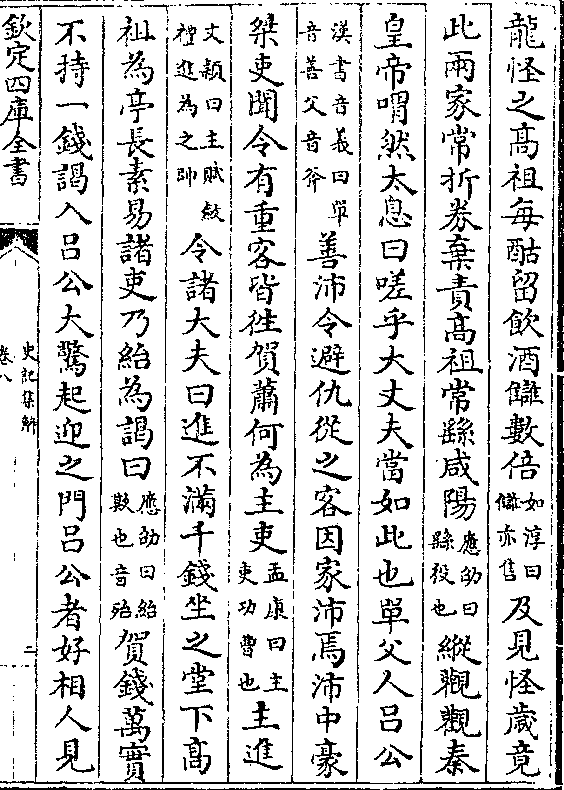 龍怪之髙祖每酤留飲酒讎數倍如淳曰讎亦售及見怪歲竟
此兩家常折劵棄責髙祖常繇咸陽應劭曰繇役也縱觀觀秦
皇帝喟然太息曰嗟乎大丈夫當如此也單父人吕公
漢書音義曰單音善父音斧善沛令避仇從之客因家沛焉沛中豪
桀吏聞令有重客皆往賀蕭何為主吏孟康曰主吏功曹也主進
文穎曰主賦斂禮進為之帥令諸大夫曰進不滿千錢坐之堂下髙
祖為亭長素易諸吏乃紿為謁曰應劭曰紿欺也音殆賀錢萬實
不持一錢謁入吕公大驚起迎之門吕公者好相人見
欽定四庫全書
史記集解
卷八
二